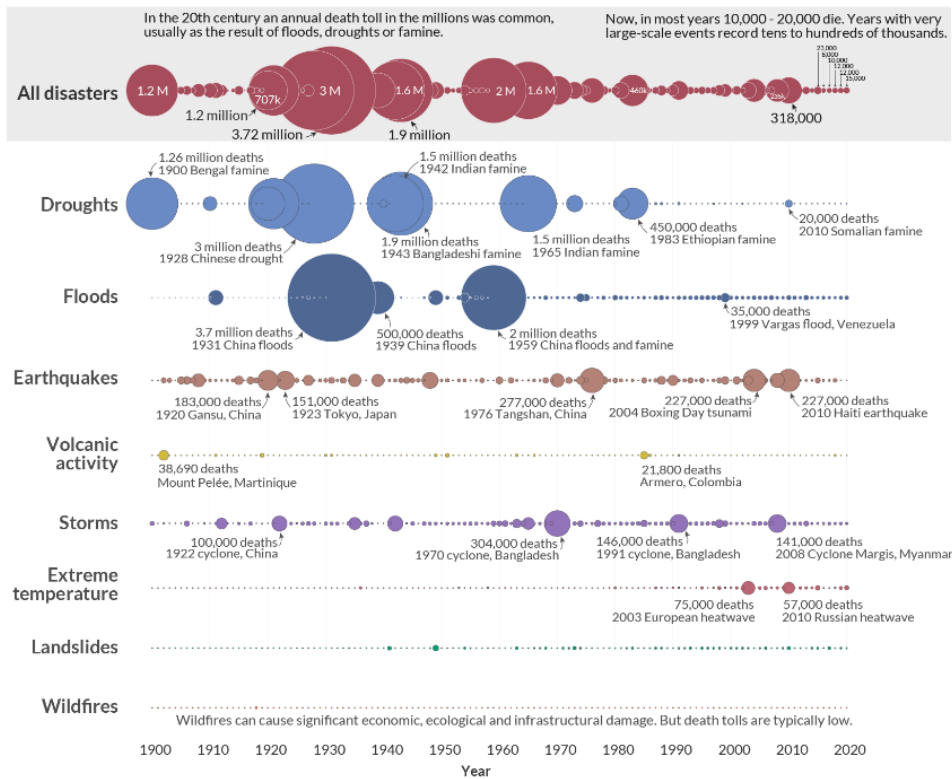 In the 20th century an annual death toll in the millions was common,
usually as the result of floods, droughts or famine.
Now, in most years 10,000 - 20,000 die. Years with very
large-scale events record tens to hundreds of thousands.
23,000
8,000
10,000
12,000
12,000
15,000
All disasters
1.2 M
707k
3 M
1.6 M
2 M
1.6 M
460k
1.2 million
3.72 million
1.9 million
318,000
Droughts
1.26 million deaths
1900 Bengal famine
1.5 million deaths
1942 Indian famine
3 million deaths
1928 Chinese drought
1.9 million deaths
1943 Bangladeshi famine
1.5 million deaths
1965 Indian famine
450,000 deaths
1983 Ethiopian famine
20,000 deaths
2010 Somalian famine
Floods
3.7 million deaths
1931 China floods
500,000 deaths
1939 China floods
2 million deaths
1959 China floods and famine
35,000 deaths
1999 Vargas flood, Venezuela
Earthquakes
183,000 deaths
1920 Gansu, China
151,000 deaths
1923 Tokyo, Japan
277,000 deaths
1976 Tangshan, China
227,000 deaths
2004 Boxing Day tsunami
227,000 deaths
2010 Haiti earthquake
Volcanic
activity
38,690 deaths
Mount Pelée, Martinique
21,800 deaths
Armero, Colombia
Storms
100,000 deaths
1922 cyclone, China
304,000 deaths
1970 cyclone, Bangladesh
146,000 deaths
1991 cyclone, Bangladesh
141,000 deaths
2008 Cyclone Margis, Myanmar
Extreme
temperature
75,000 deaths
2003 European heatwave
57,000 deaths
2010 Russian heatwave
Landslides
Wildfires
Wildfires can cause significant economic, ecological and infrastructural damage. But death tolls are typically low.
1900 1910 1920 1930 1940 1950 1960 1970 1980 1990 2000 2010 2020
Year